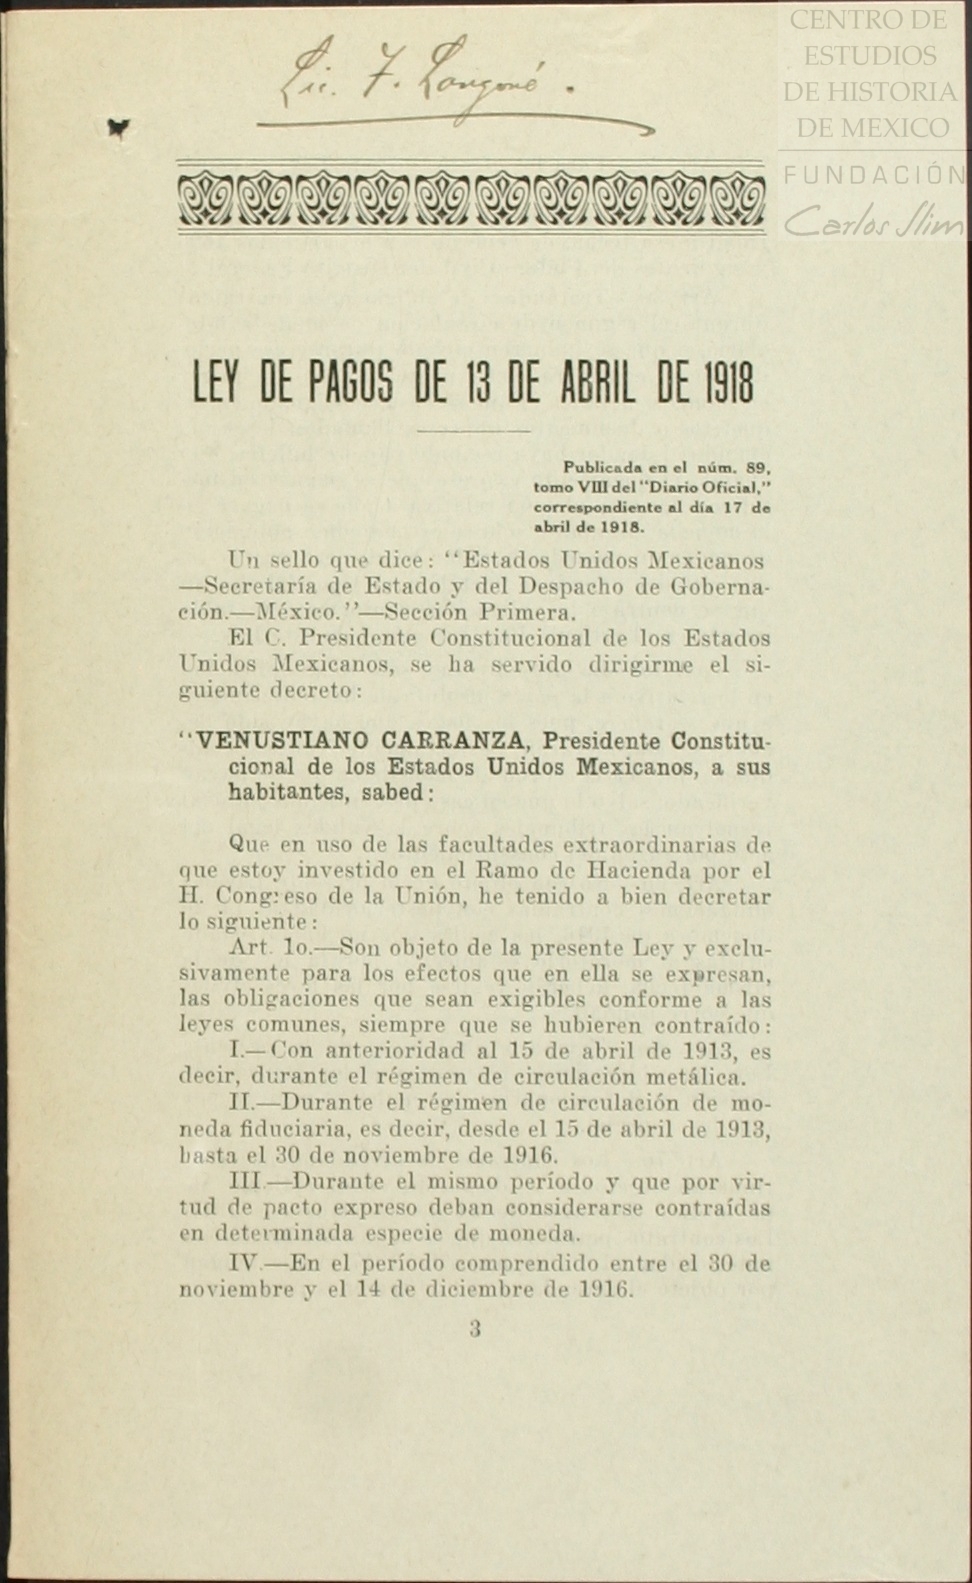 CENTRO DE
ESTUDIOS
DE HISTORIA
DE MEXICO
FUNDACIÓN
Carlos Slim
Lic. F.
LEY DE PAGOS DE 13 DE ABRIL DE 1918
Publicada en el núm. 89,
tomo VIII del "Diario Oficial,"
correspondiente al día 17 de
abril de 1918.
Un sello que dice: "Estados Unidos Mexicanos
—Secretaría de Estado y del Despacho de Goberna-
ción.—México."—Sección Primera.
El C. Presidente Constitucional de los Estados
Unidos Mexicanos, se ha servido dirigirme el si-
guiente decreto:
"VENUSTIANO CARRANZA, Presidente Constitu-
cional de los Estados Unidos Mexicanos, a sus
habitantes, sabed:
Que en uso de las facultades extraordinarias de
que estoy investido en el Ramo de Hacienda por el
H. Congreso de la Unión, he tenido a bien decretar
lo siguiente:
Art. 1o.—Son objeto de la presente Ley y exclu-
sivamente para los efectos que en ella se expresan,
las obligaciones que sean exigibles conforme a las
leyes comunes, siempre que se hubieren contraído:
I.—Con anterioridad al 15 de abril de 1913, es
decir, durante el régimen de circulación metálica.
II.—Durante el régimen de circulación de mo-
neda fiduciaria, es decir, desde el 15 de abril de 1913,
hasta el 30 de noviembre de 1916.
III.—Durante el mismo período y que por vir-
tud de pacto expreso deban considerarse contraídas
en determinada especie de moneda.
IV.—En el período comprendido entre el 30 de
noviembre y el 14 de diciembre de 1916.
3